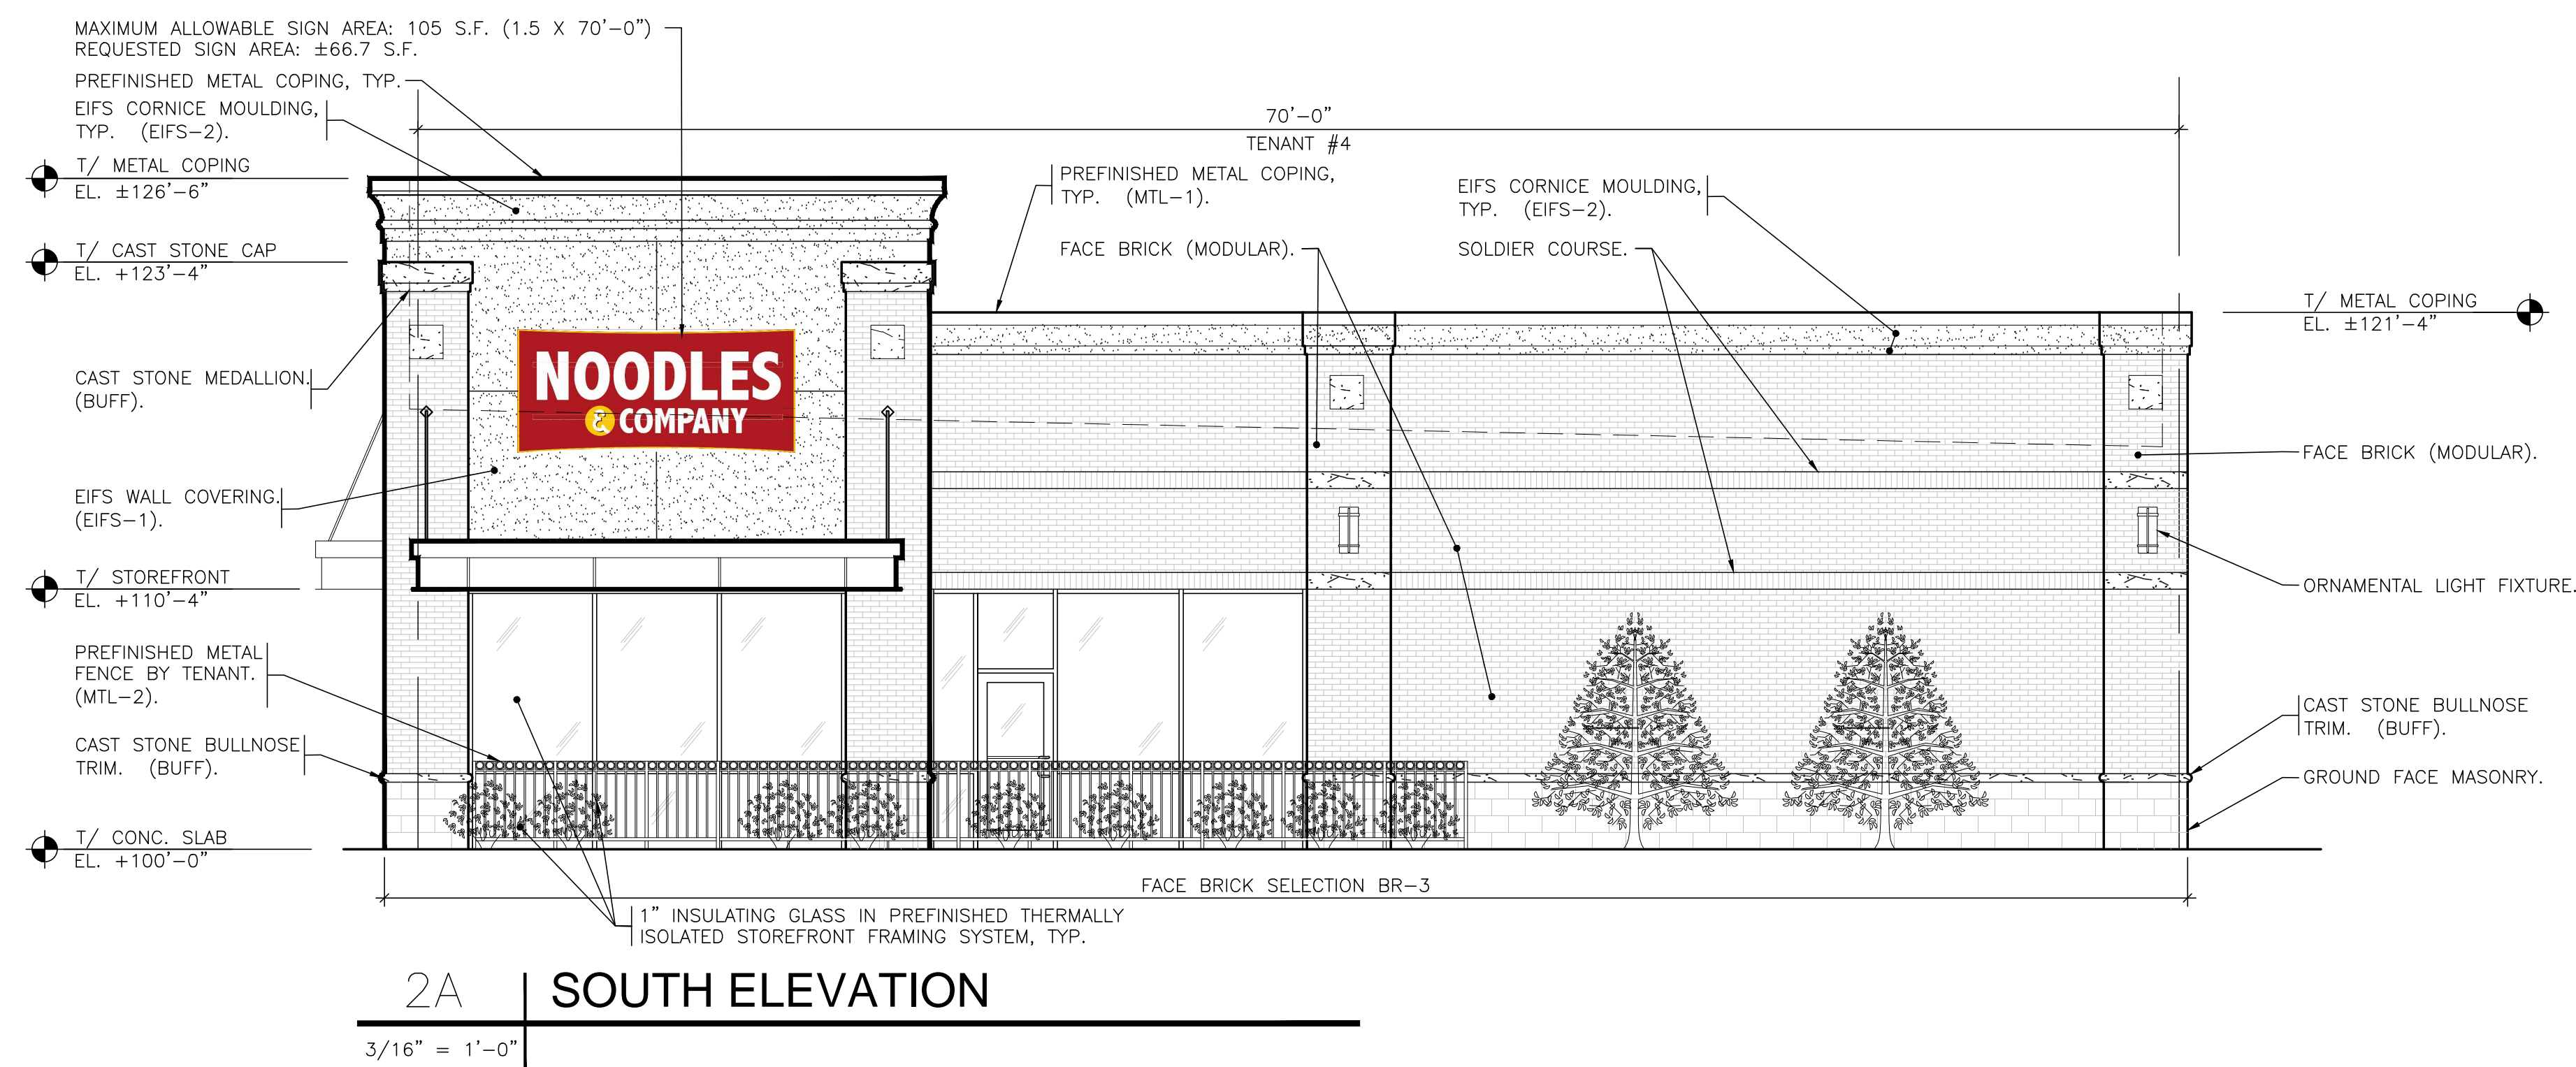 MAXIMUM ALLOWABLE SIGN AREA: 105 S.F. (1.5 X 70'-0")
REQUESTED SIGN AREA: ±66.7 S.F.
PREFINISHED METAL COPING, TYP.
EIFS CORNICE MOULDING,
TYP. (EIFS-2).
T/ METAL COPING
EL. ±126'-6"
T/ CAST STONE CAP
EL. +123'-4"
CAST STONE MEDALLION.
(BUFF).
EIFS WALL COVERING.
(EIFS-1).
T/ STOREFRONT
EL. +110'-4"
PREFINISHED METAL
FENCE BY TENANT.
(MTL-2).
CAST STONE BULLNOSE
TRIM. (BUFF).
T/ CONC. SLAB
EL. +100'-0"
NOODLES
& COMPANY
70'-0"
TENANT #4
PREFINISHED METAL COPING,
TYP. (MTL-1).
FACE BRICK (MODULAR).
EIFS CORNICE MOULDING,
TYP. (EIFS-2).
SOLDIER COURSE.
T/ METAL COPING
EL. ±121'-4"
FACE BRICK (MODULAR).
ORNAMENTAL LIGHT FIXTURE.
CAST STONE BULLNOSE
TRIM. (BUFF).
GROUND FACE MASONRY.
FACE BRICK SELECTION BR-3
1" INSULATING GLASS IN PREFINISHED THERMALLY
ISOLATED STOREFRONT FRAMING SYSTEM, TYP.
2A
SOUTH ELEVATION
3/16" = 1'-0"